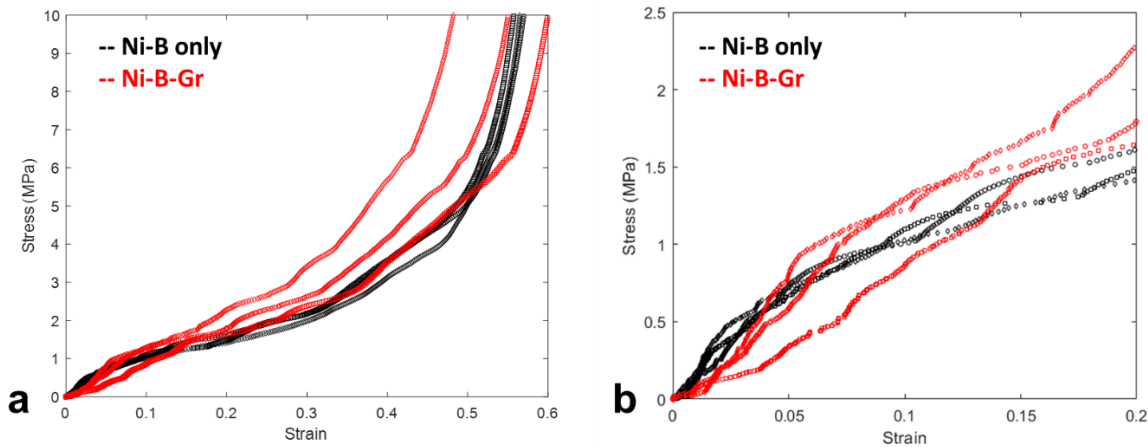 10
9
8
7
6
5
4
3
2
1
0
Stress (MPa)
-- Ni-B only
-- Ni-B-Gr
0
0.1
0.2
0.3
0.4
0.5
0.6
Strain
a
2.5
2
1.5
1
0.5
0
Stress (MPa)
-- Ni-B only
-- Ni-B-Gr
0
0.05
0.1
0.15
0.2
Strain
b